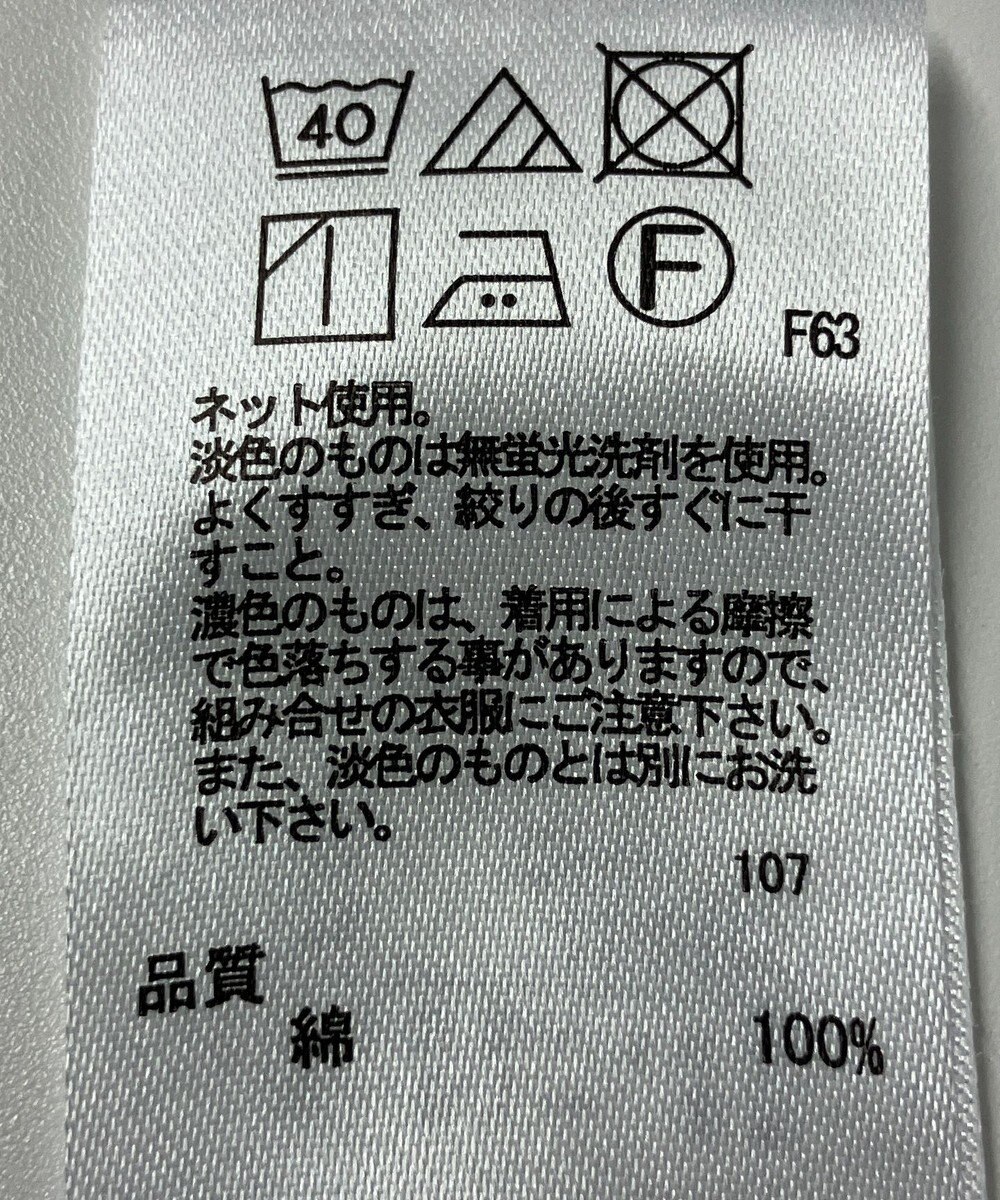 40
F
F63
ネット使用。
淡色のものは無蛍光洗剤を使用。
よくすすぎ、絞りの後すぐに干
すこと。
濃色のものは、着用による摩擦
で色落ちする事がありますので、
組み合せの衣服にご注意下さい。
また、淡色のものとは別にお洗
い下さい。
107
品質
綿 100%